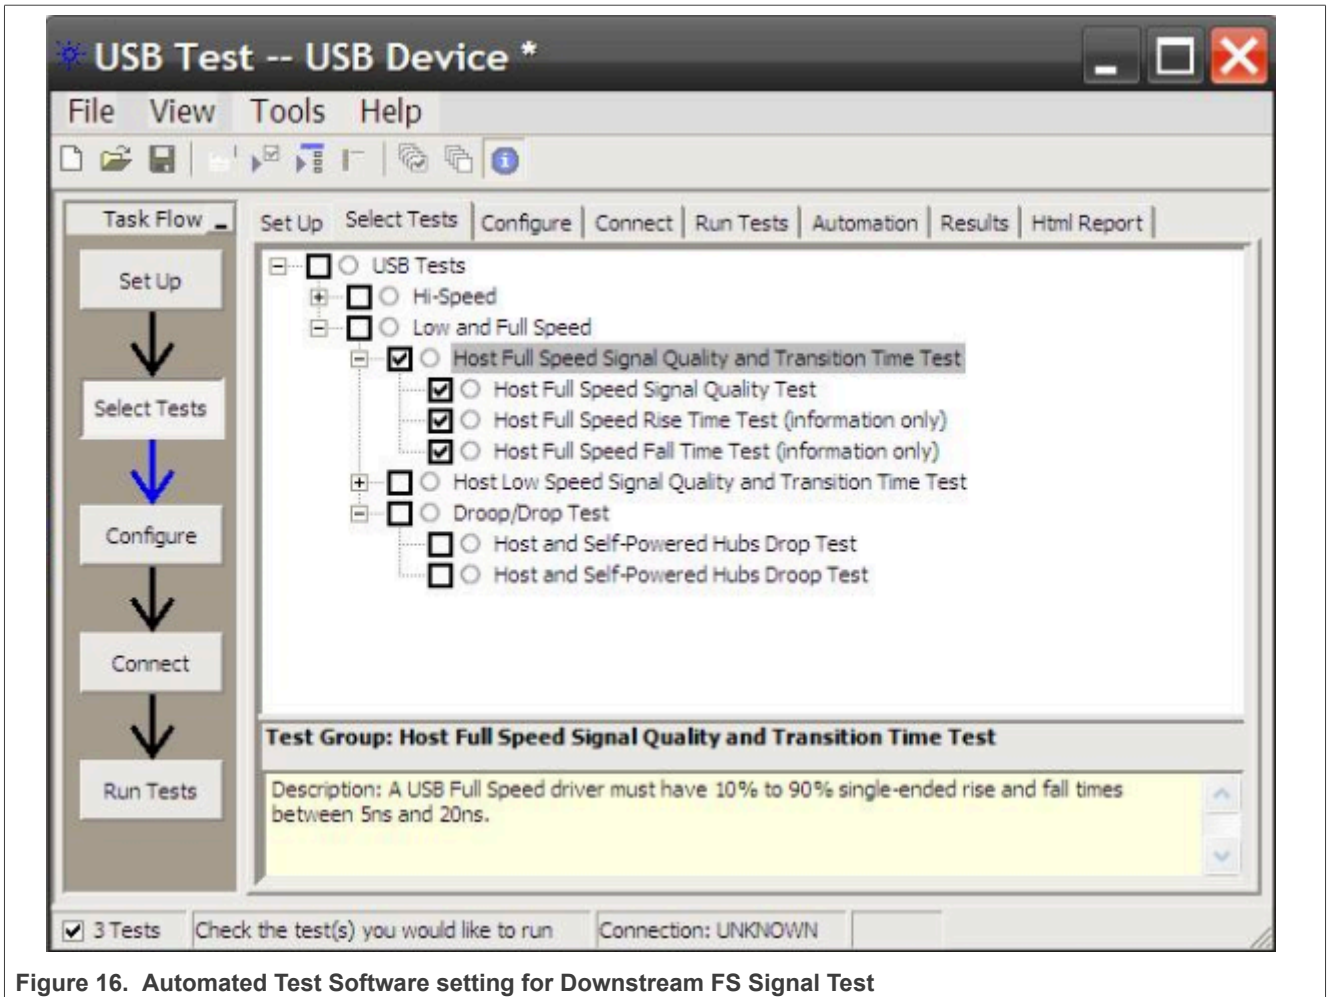 USB Test -- USB Device *
File View Tools Help
Task Flow
Set Up Select Tests Configure Connect Run Tests Automation Results Html Report
Set Up
Select Tests
Configure
Connect
Run Tests
USB Tests
Hi-Speed
Low and Full Speed
Host Full Speed Signal Quality and Transition Time Test
Host Full Speed Signal Quality Test
Host Full Speed Rise Time Test (information only)
Host Full Speed Fall Time Test (information only)
Host Low Speed Signal Quality and Transition Time Test
Droop/Drop Test
Host and Self-Powered Hubs Drop Test
Host and Self-Powered Hubs Droop Test
Test Group: Host Full Speed Signal Quality and Transition Time Test
Description: A USB Full Speed driver must have 10% to 90% single-ended rise and fall times
between 5ns and 20ns.
3 Tests Check the test(s) you would like to run Connection: UNKNOWN
Figure 16. Automated Test Software setting for Downstream FS Signal Test